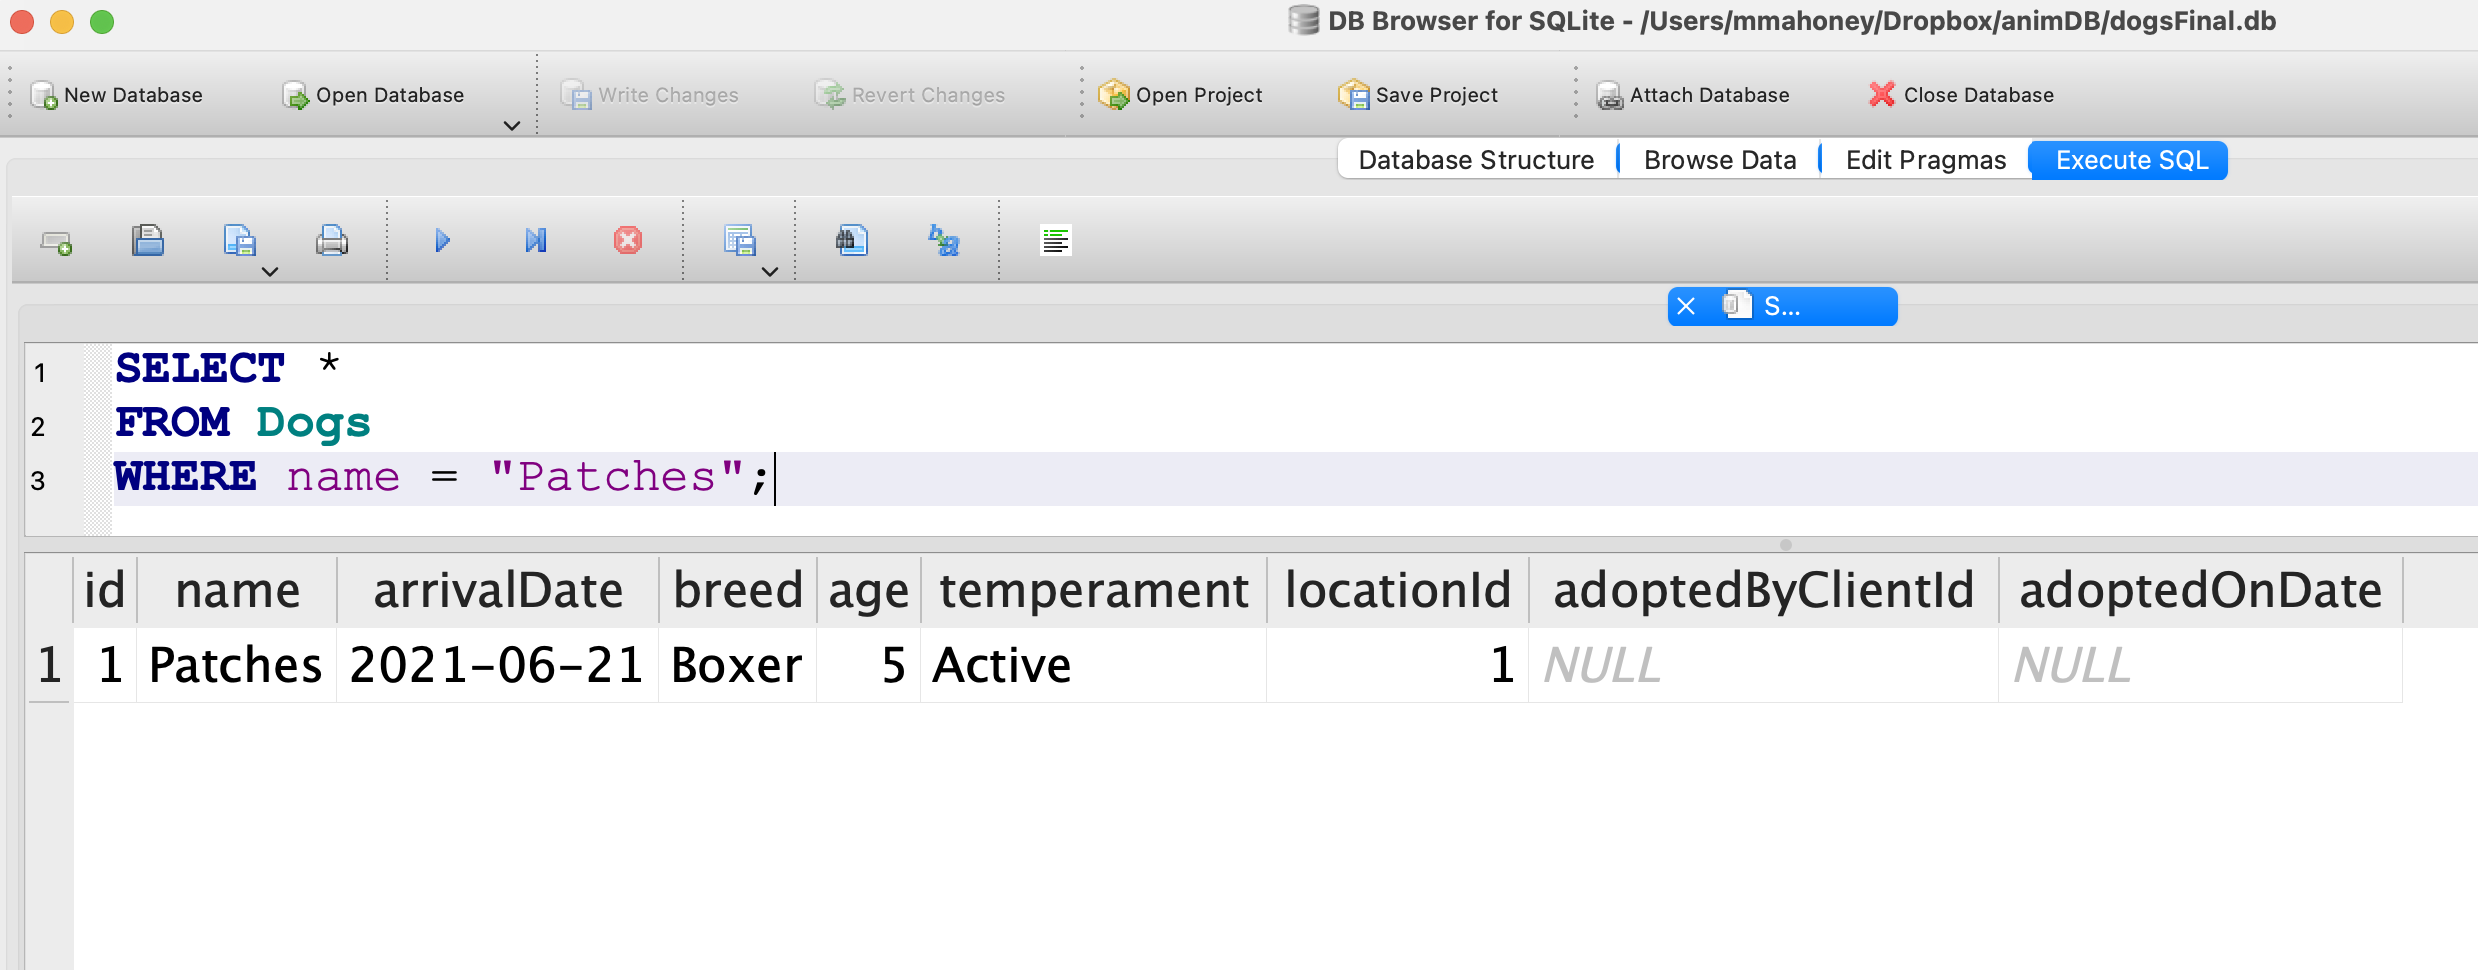 DB Browser for SQLite - /Users/mmahoney/Dropbox/animDB/dogsFinal.db
New Database Open Database Write Changes Revert Changes Open Project Save Project Attach Database Close Database
Database Structure Browse Data Edit Pragmas Execute SQL
S...
1 SELECT *
2 FROM Dogs
3 WHERE name = "Patches";
id name arrivalDate breed age temperament locationId adoptedByClientId adoptedOnDate
1 1 Patches 2021-06-21 Boxer 5 Active 1 NULL NULL